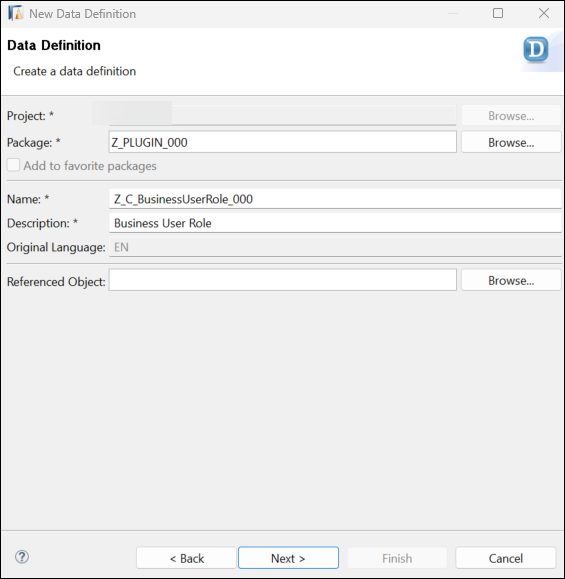 New Data Definition
Data Definition
Create a data definition
D
Project: *
Browse...
Package: * Z_PLUGIN_000 Browse...
Add to favorite packages
Name: * Z_C_BusinessUserRole_000
Description: * Business User Role
Original Language: EN
Referenced Object: Browse...
? < Back Next > Finish Cancel